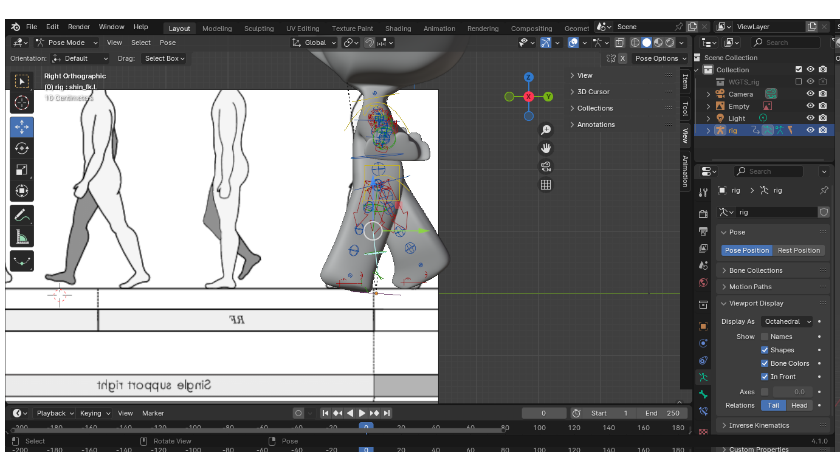 File Edit Render Window Help Layout Modeling Sculpting UV Editing Texture Paint Shading Animation Rendering Compositing Geomet Scene ViewLayer
Pose Mode View Select Pose Global Search
Orientation: Default Drag: Select Box Pose Options
Right Orthographic
(0) rig : shin_fk.L
10 Centimeters
Z
X
Y
View
3D Cursor
Collections
Annotations
Item
Tool
View
Animation
RF
Single support right
Scene Collection
Collection
WGTS_rig
Camera
Empty
Light
rig
Search
rig rig
rig
Pose
Pose Position Rest Position
Bone Collections
Motion Paths
Viewport Display
Display As Octahedral
Show Names
Shapes
Bone Colors
In Front
Axes 0.0
Relations Tail Head
Inverse Kinematics
Custom Properties
Playback Keying View Marker 0 Start 1 End 250
-200 -180 -160 -140 -120 -100 -80 -60 -40 -20 0 20 40 60 80 100 120 140 160 180
Select Rotate View Pose 4.1.0
-200 -180 -160 -140 -120 -100 -80 -60 -40 -20 0 20 40 60 80 100 120 140 160 180